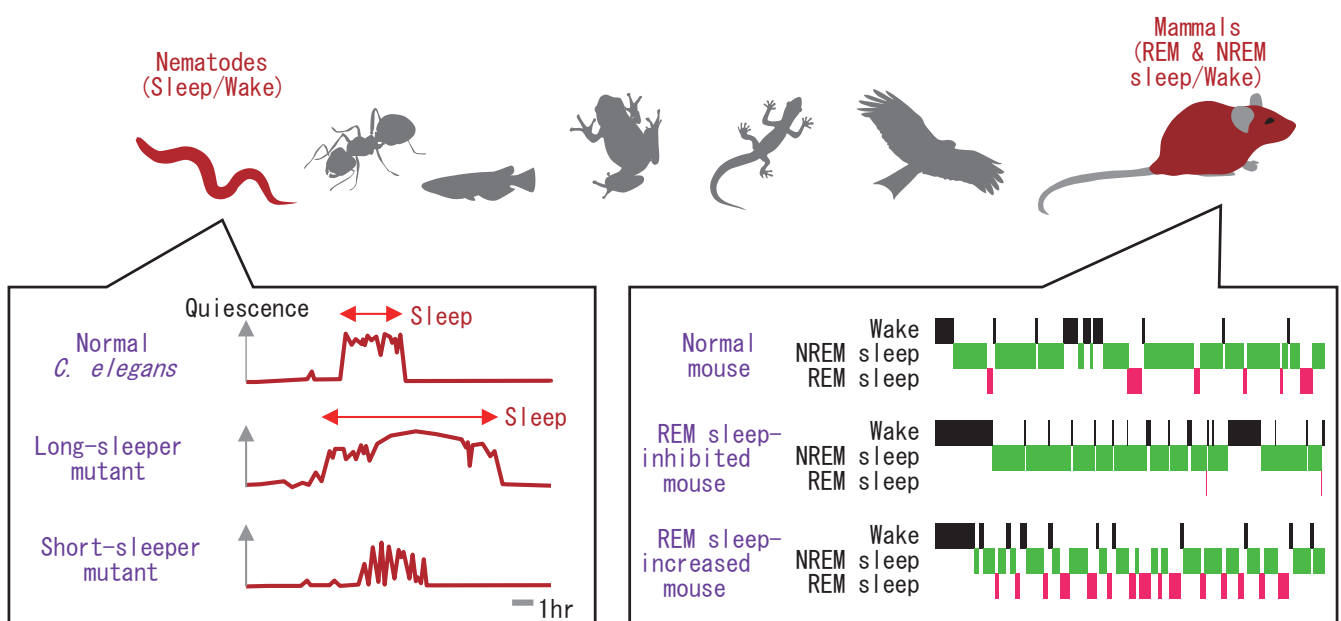 Nematodes
(Sleep/Wake)
Mammals
(REM & NREM
sleep/Wake)
Quiescence
Sleep
Normal
C. elegans
Sleep
Long-sleeper
mutant
Short-sleeper
mutant
1hr
Normal
mouse
Wake
NREM sleep
REM sleep
REM sleep-
inhibited
mouse
Wake
NREM sleep
REM sleep
REM sleep-
increased
mouse
Wake
NREM sleep
REM sleep